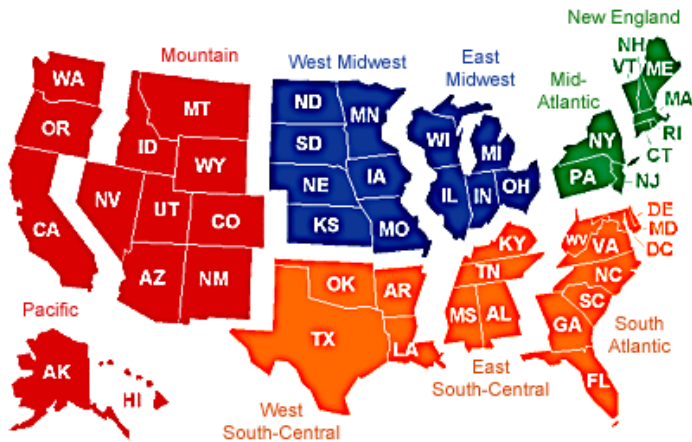 New England
Mountain
West Midwest
East
Midwest
Mid-
Atlantic
NH
VT
ME
MA
RI
CT
NJ
NY
PA
WA
OR
CA
MT
ID
WY
NV
UT
CO
AZ
NM
ND
MN
SD
NE
IA
KS
MO
WI
MI
IL
IN
OH
DE
MD
DC
WV
VA
KY
TN
NC
SC
MS
AL
GA
FL
OK
AR
TX
LA
Pacific
AK
HI
South
Atlantic
East
South-Central
West
South-Central